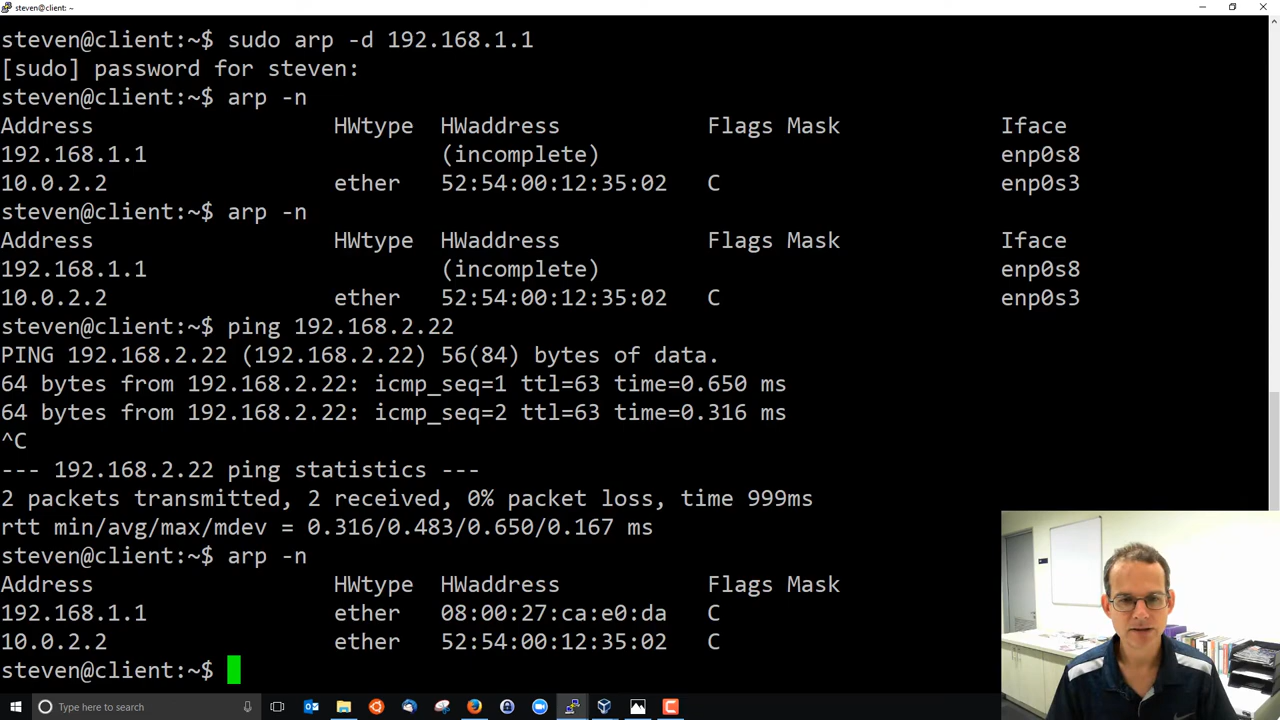 steven@client: ~
steven@client:~$ sudo arp -d 192.168.1.1
[sudo] password for steven:
steven@client:~$ arp -n
Address HWtype HWaddress Flags Mask Iface
192.168.1.1 (incomplete) enp0s8
10.0.2.2 ether 52:54:00:12:35:02 C enp0s3
steven@client:~$ arp -n
Address HWtype HWaddress Flags Mask Iface
192.168.1.1 (incomplete) enp0s8
10.0.2.2 ether 52:54:00:12:35:02 C enp0s3
steven@client:~$ ping 192.168.2.22
PING 192.168.2.22 (192.168.2.22) 56(84) bytes of data.
64 bytes from 192.168.2.22: icmp_seq=1 ttl=63 time=0.650 ms
64 bytes from 192.168.2.22: icmp_seq=2 ttl=63 time=0.316 ms
^C
--- 192.168.2.22 ping statistics ---
2 packets transmitted, 2 received, 0% packet loss, time 999ms
rtt min/avg/max/mdev = 0.316/0.483/0.650/0.167 ms
steven@client:~$ arp -n
Address HWtype HWaddress Flags Mask
192.168.1.1 ether 08:00:27:ca:e0:da C
10.0.2.2 ether 52:54:00:12:35:02 C
steven@client:~$
Type here to search